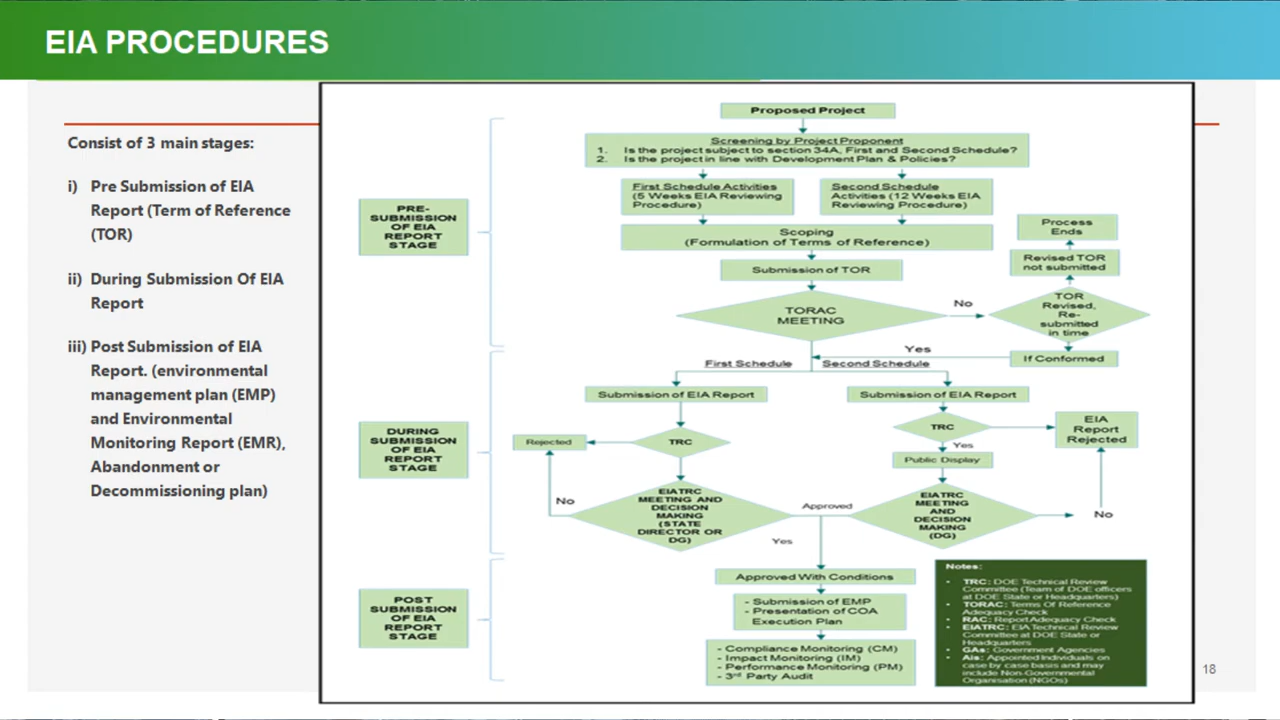 EIA PROCEDURES
Consist of 3 main stages:
i) Pre Submission of EIA
Report (Term of Reference
(TOR)
ii) During Submission Of EIA
Report
iii) Post Submission of EIA
Report. (environmental
management plan (EMP)
and Environmental
Monitoring Report (EMR),
Abandonment or
Decommissioning plan)
PRE-
SUBMISSION
OF EIA
REPORT
STAGE
Proposed Project
Screening by Project Proponent
1. Is the project subject to section 34A, First and Second Schedule?
2. Is the project in line with Development Plan & Policies?
First Schedule Activities
(5 Weeks EIA Reviewing
Procedure)
Second Schedule
Activities (12 Weeks EIA
Reviewing Procedure)
Scoping
(Formulation of Terms of Reference)
Submission of TOR
TORAC
MEETING
No
Process
Ends
Revised TOR
not submitted
TOR
Revised,
Re-
submitted
in time
Yes
If Conformed
First Schedule
Second Schedule
DURING
SUBMISSION
OF EIA
REPORT
STAGE
Submission of EIA Report
Submission of EIA Report
Rejected
TRC
TRC
Yes
EIA
Report
Rejected
Public Display
No
EIATRC
MEETING AND
DECISION
MAKING
(STATE
DIRECTOR OR
DG)
Approved
Yes
EIATRC
MEETING
AND
DECISION
MAKING
(DG)
No
POST
SUBMISSION
OF EIA
REPORT
STAGE
Approved With Conditions
- Submission of EMP
- Presentation of COA
Execution Plan
- Compliance Monitoring (CM)
- Impact Monitoring (IM)
- Performance Monitoring (PM)
- 3rd Party Audit
Notes:
• TRC: DOE Technical Review
Committee (Team of DOE officers
at DOE State or Headquarters)
• TORAC: Terms Of Reference
Adequacy Check
• RAC: Report Adequacy Check
• EIATRC: EIA Technical Review
Committee at DOE State or
Headquarters
• GAs: Government Agencies
• AIs: Appointed Individuals on
case by case basis and may
include Non-Governmental
Organisation (NGOs)
18